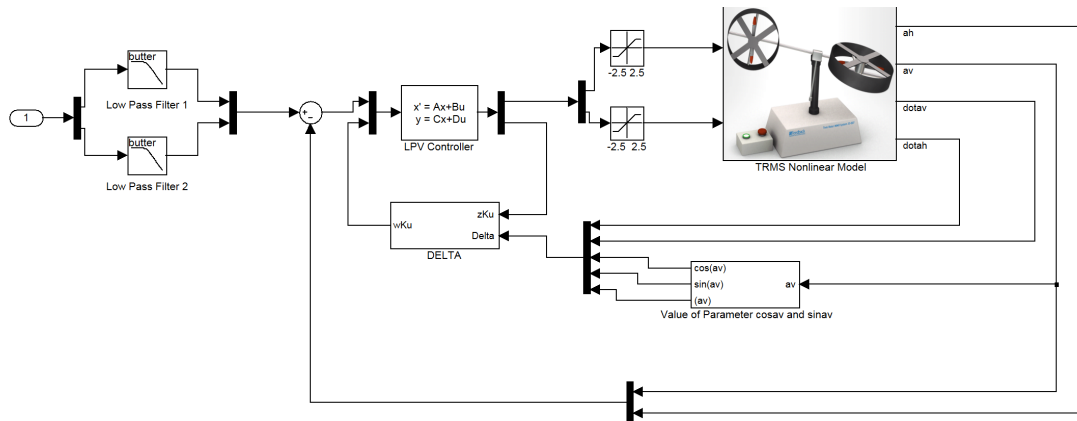 1
butter
Low Pass Filter 1
butter
Low Pass Filter 2
+
−
x' = Ax+Bu
y = Cx+Du
LPV Controller
-2.5 2.5
-2.5 2.5
TRMS Nonlinear Model
ah
av
dotav
dotah
zKu
wKu
Delta
DELTA
cos(av)
sin(av)
(av)
av
Value of Parameter cosav and sinav